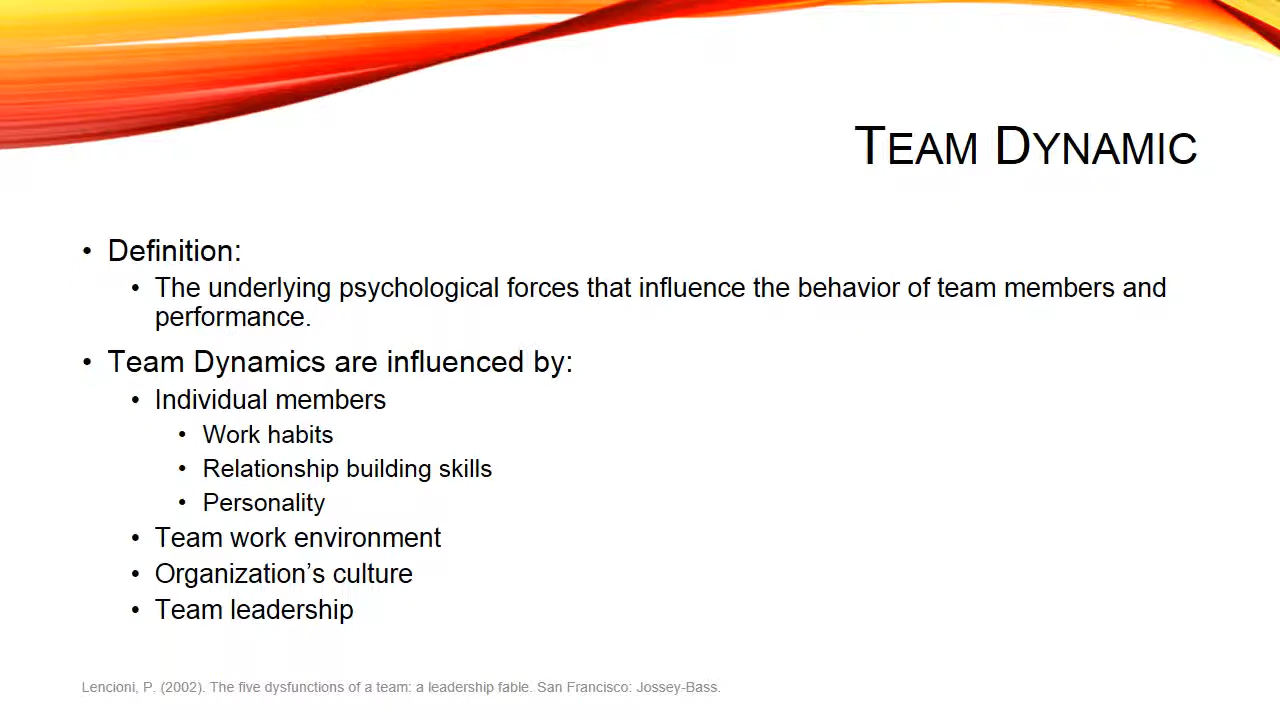 TEAM DYNAMIC
• Definition:
• The underlying psychological forces that influence the behavior of team members and
performance.
• Team Dynamics are influenced by:
• Individual members
• Work habits
• Relationship building skills
• Personality
• Team work environment
• Organization’s culture
• Team leadership
Lencioni, P. (2002). The five dysfunctions of a team: a leadership fable. San Francisco: Jossey-Bass.